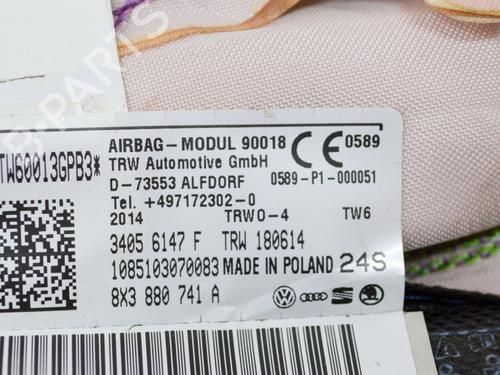 TW60013GPB3*
AIRBAG-MODUL 90018 CE 0589
TRW Automotive GmbH
D-73553 ALFDORF 0589-P1-000051
Tel. +497172302-0
2014 TRWO-4 TW6
3405 6147 F TRW 180614
1085103070083 MADE IN POLAND 24S
8X3 880 741 A
B-PARTS